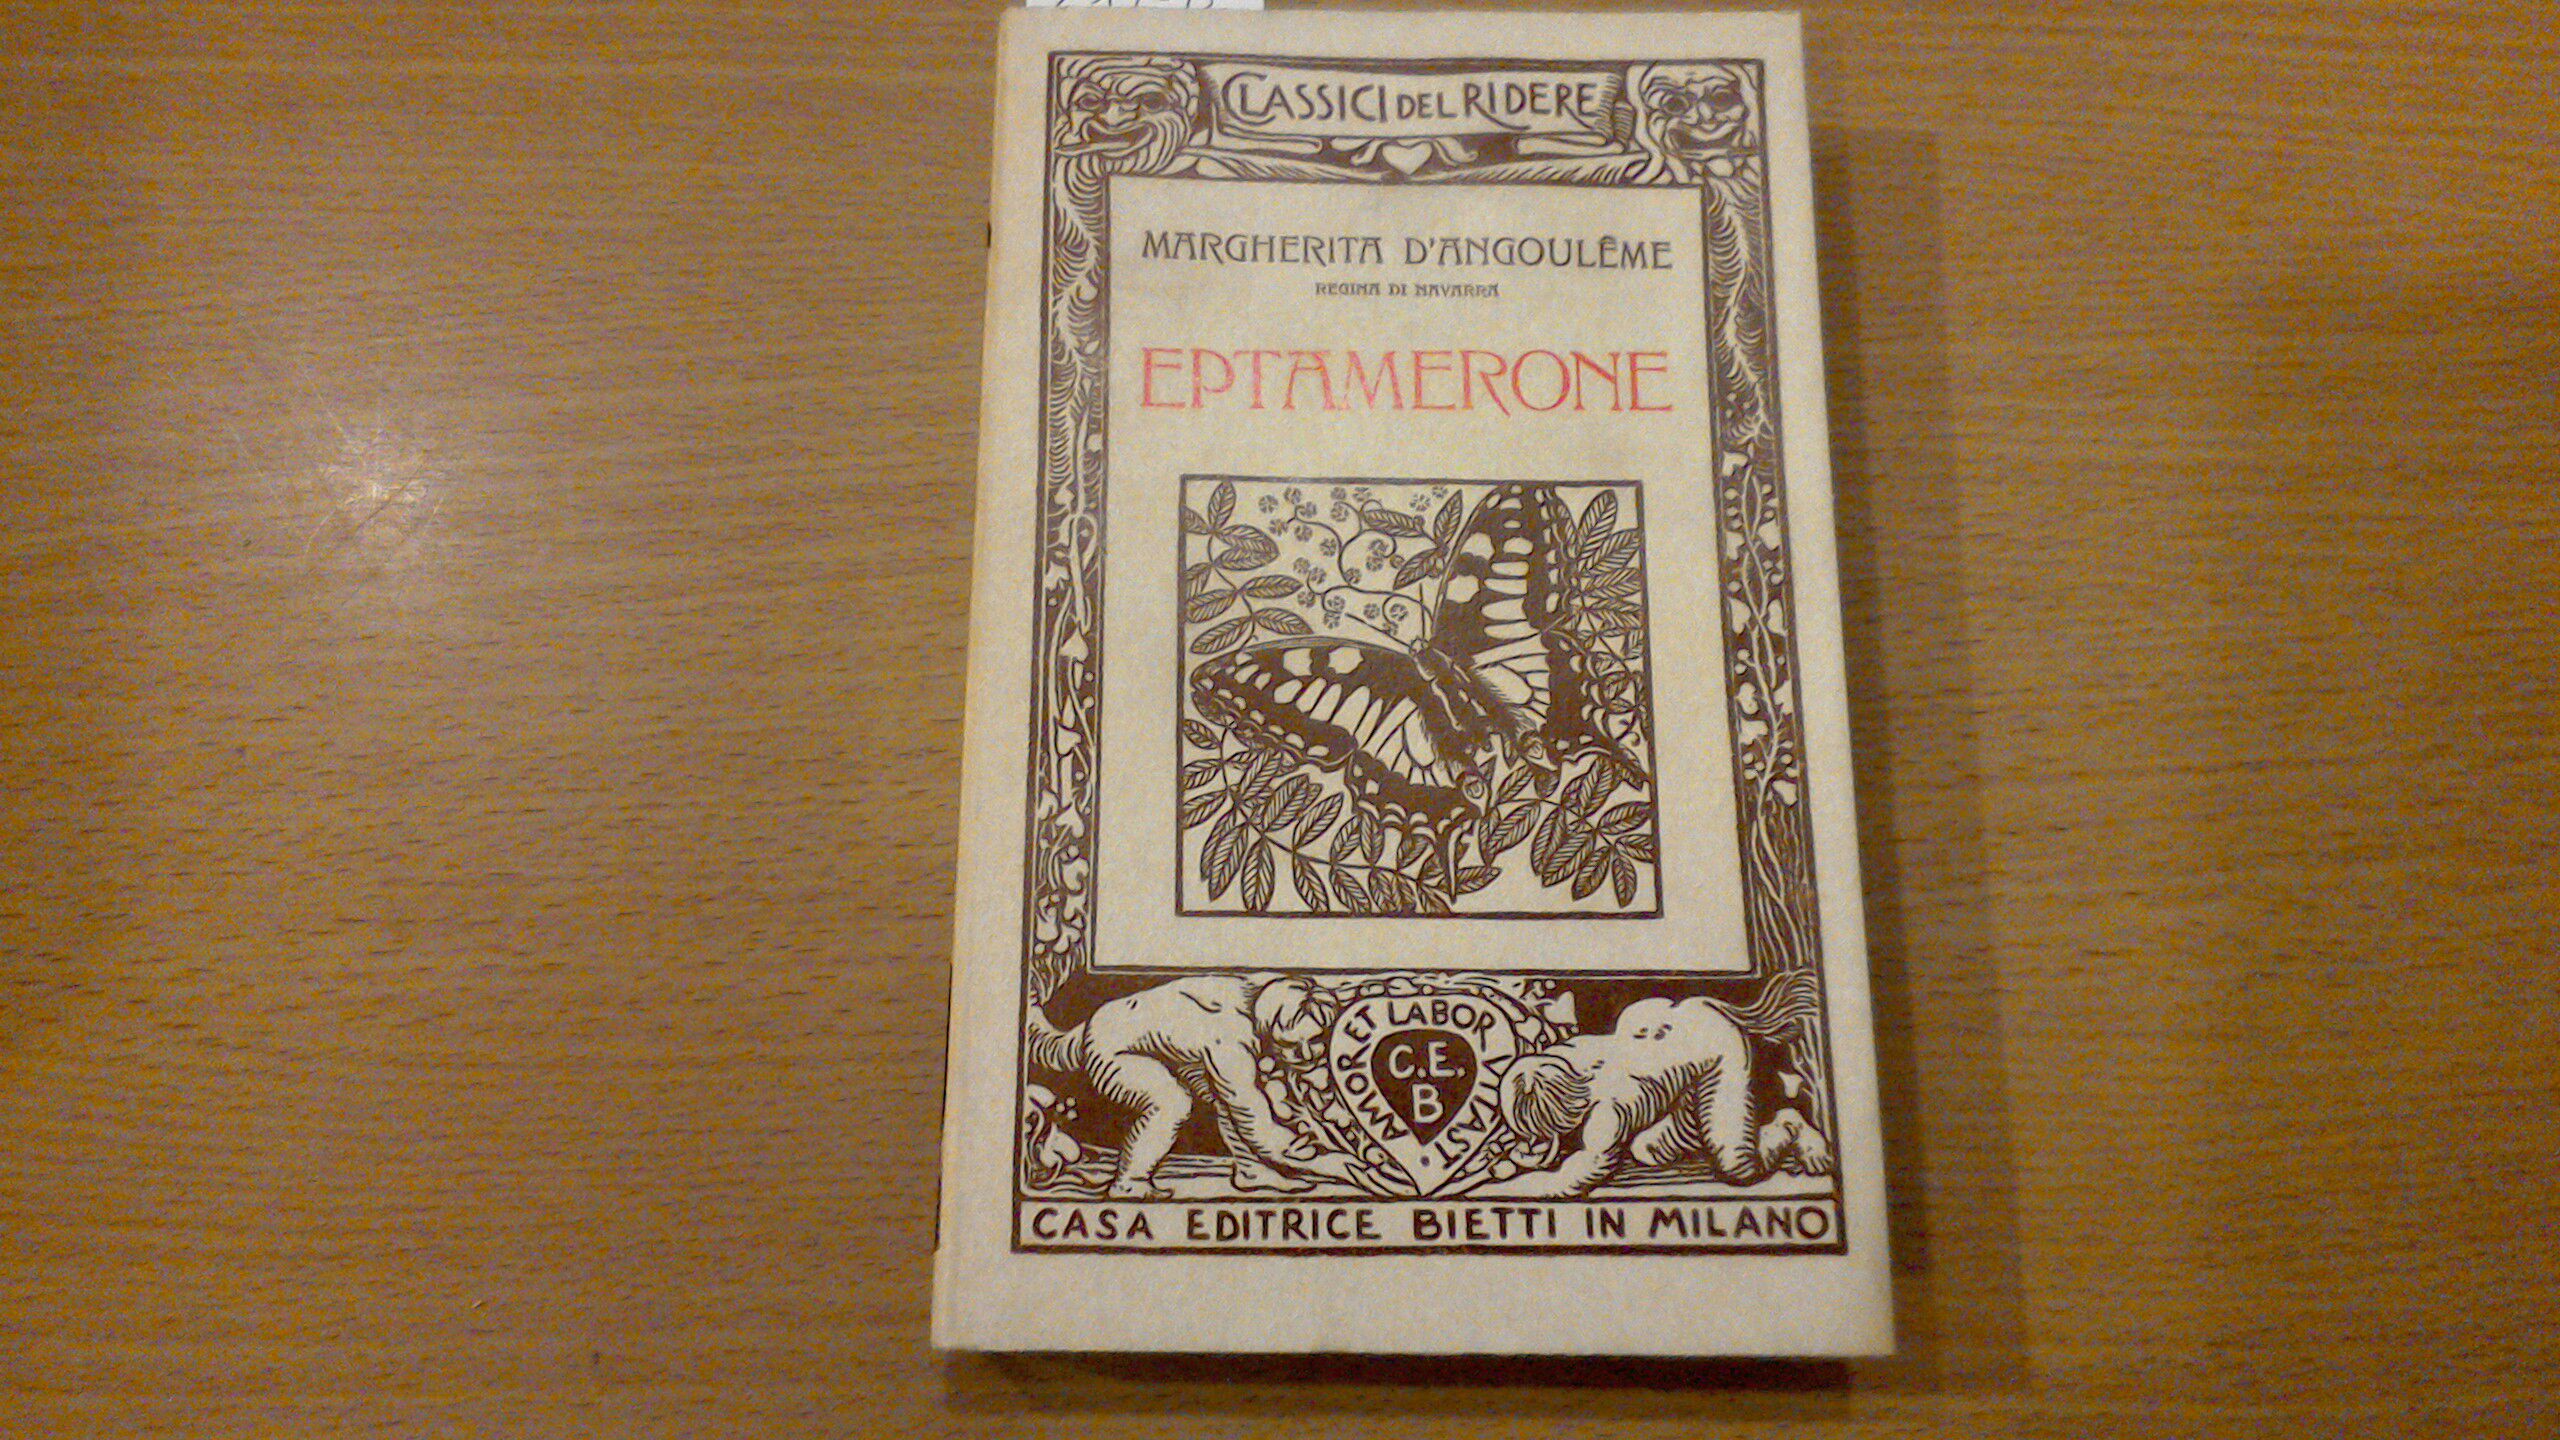 CLASSICI DEL RIDERE
MARGHERITA D'ANGOULÊME
REGINA DI NAVARRA
EPTAMERONE
AMOR ET LABOR VITAST
C.E.
B
CASA EDITRICE BIETTI IN MILANO